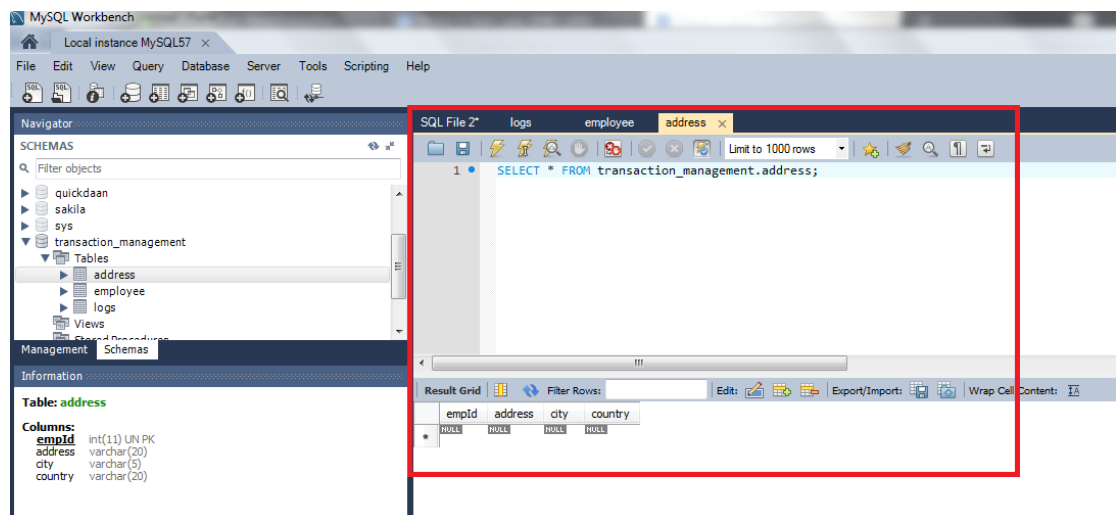 MySQL Workbench
Local instance MySQL57 ×
File Edit View Query Database Server Tools Scripting Help
Navigator
SCHEMAS
Filter objects
quickdaan
sakila
sys
transaction_management
Tables
address
employee
logs
Views
Stored Procedures
Management Schemas
Information
Table: address
Columns:
empId int(11) UN PK
address varchar(20)
city varchar(5)
country varchar(20)
SQL File 2* logs employee address ×
Limit to 1000 rows
1 SELECT * FROM transaction_management.address;
Result Grid Filter Rows: Edit: Export/Import: Wrap Cell Content: IA
empId address city country
* NULL NULL NULL NULL